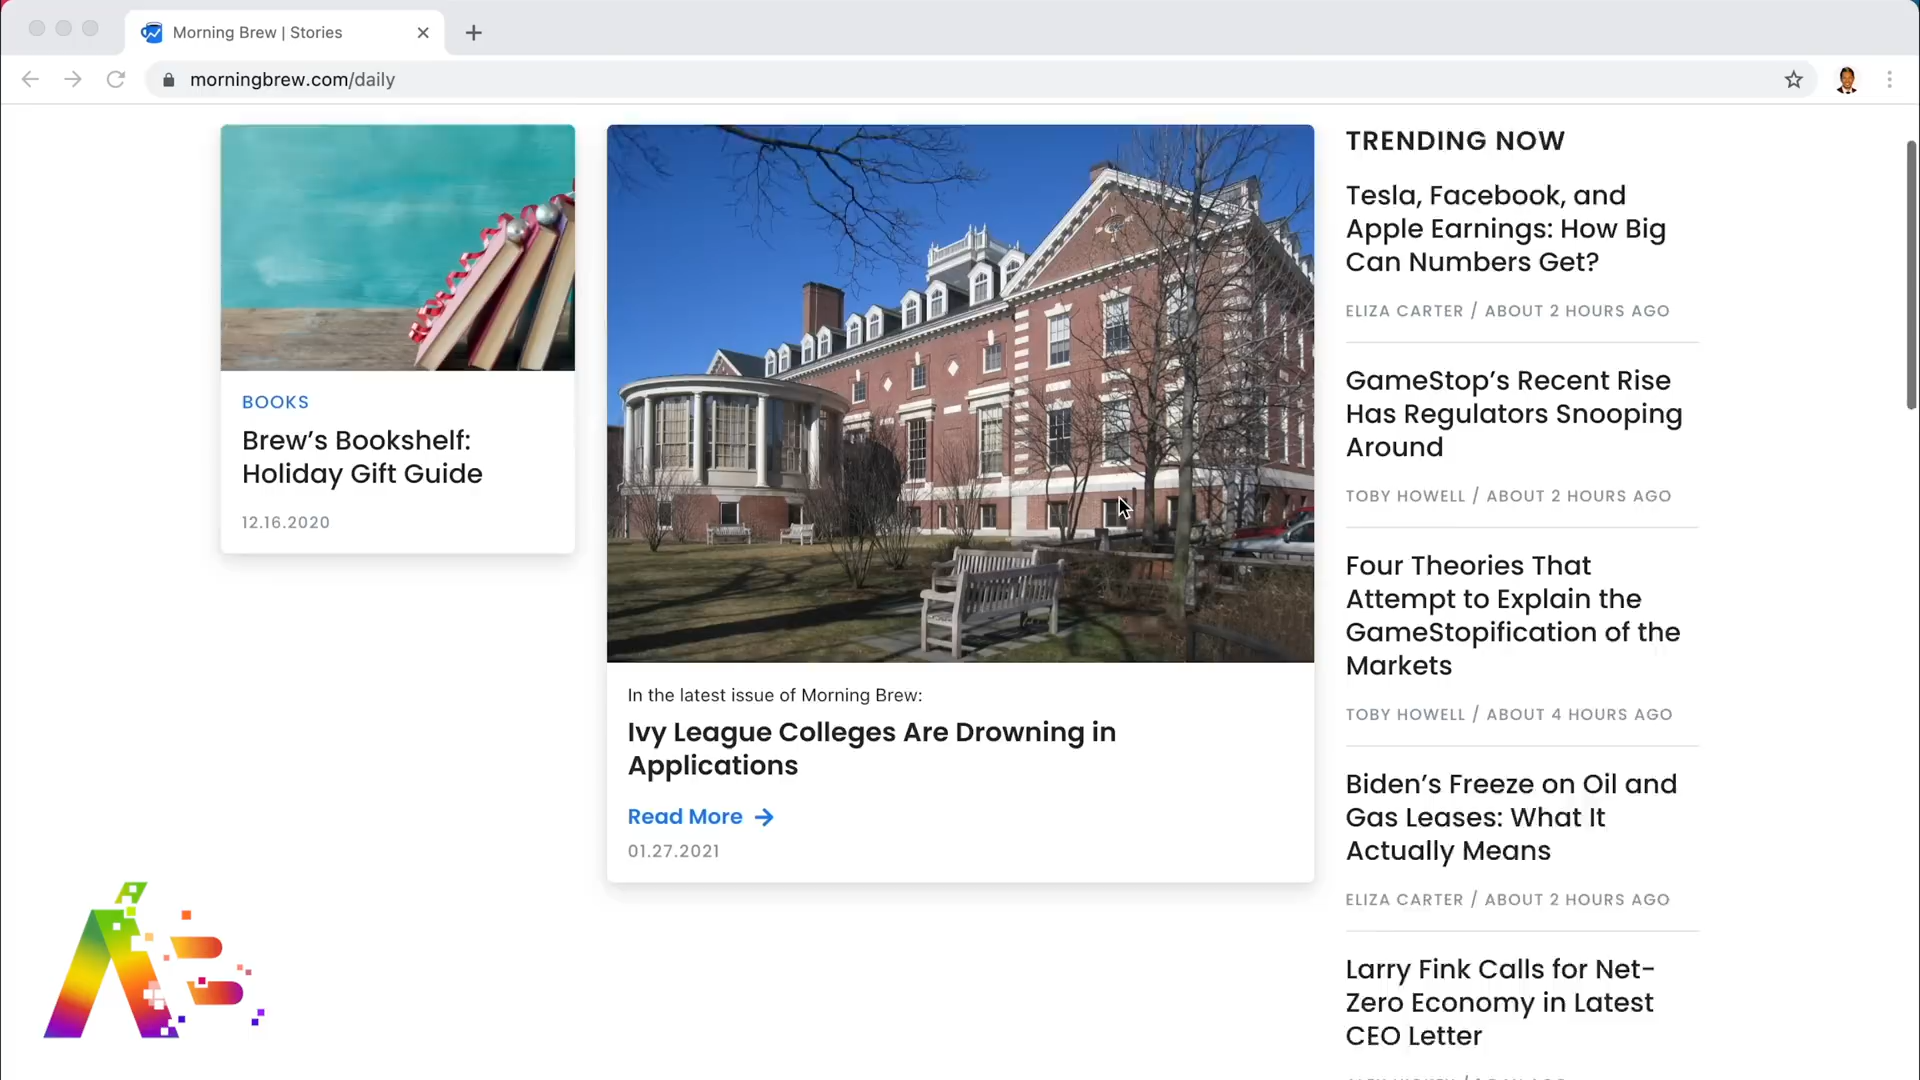 Morning Brew | Stories
morningbrew.com/daily
BOOKS
Brew’s Bookshelf:
Holiday Gift Guide
12.16.2020
In the latest issue of Morning Brew:
Ivy League Colleges Are Drowning in
Applications
Read More →
01.27.2021
TRENDING NOW
Tesla, Facebook, and
Apple Earnings: How Big
Can Numbers Get?
ELIZA CARTER / ABOUT 2 HOURS AGO
GameStop’s Recent Rise
Has Regulators Snooping
Around
TOBY HOWELL / ABOUT 2 HOURS AGO
Four Theories That
Attempt to Explain the
GameStopification of the
Markets
TOBY HOWELL / ABOUT 4 HOURS AGO
Biden’s Freeze on Oil and
Gas Leases: What It
Actually Means
ELIZA CARTER / ABOUT 2 HOURS AGO
Larry Fink Calls for Net-
Zero Economy in Latest
CEO Letter